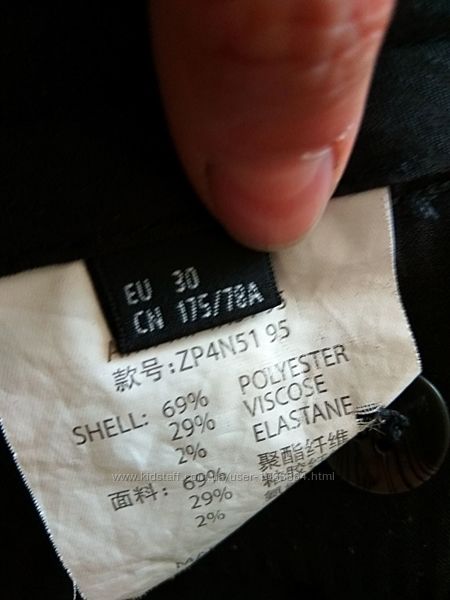 EU 30
CN 175/78A
款号:ZP4N51 95
SHELL: 69% POLYESTER
29% VISCOSE
2% ELASTANE
面料: 69% 聚酯纤维
29%
2%